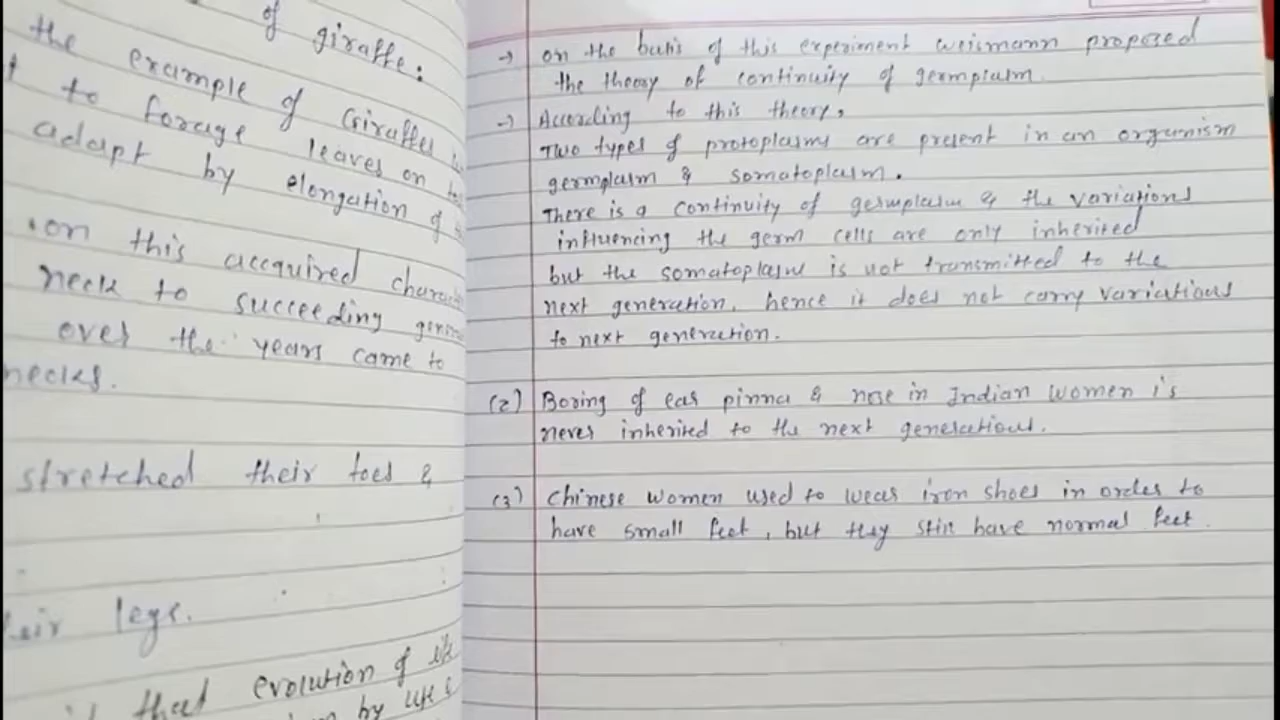 of giraffe:
the example of Giraffes
to forage leaves on
adapt by elongation of
on this accquired charac
neck to succeeding gen
over the years came to
necks.
stretched their toes &
their legs.
that evolution of
by use
→ on the basis of this experiment weismann proposed
the theory of continuity of germplasm.
→ According to this theory,
Two types of protoplasms are present in an organism
germplasm & somatoplasm.
There is a continuity of germplasm & the variations
influencing the germ cells are only inherited
but the somatoplasm is not transmitted to the
next generation. hence it does not carry variations
to next generation.
(2) Boring of ear pinna & nose in Indian women is
never inherited to the next generations.
(3) Chinese women used to wear iron shoes in order to
have small feet, but they still have normal feet.